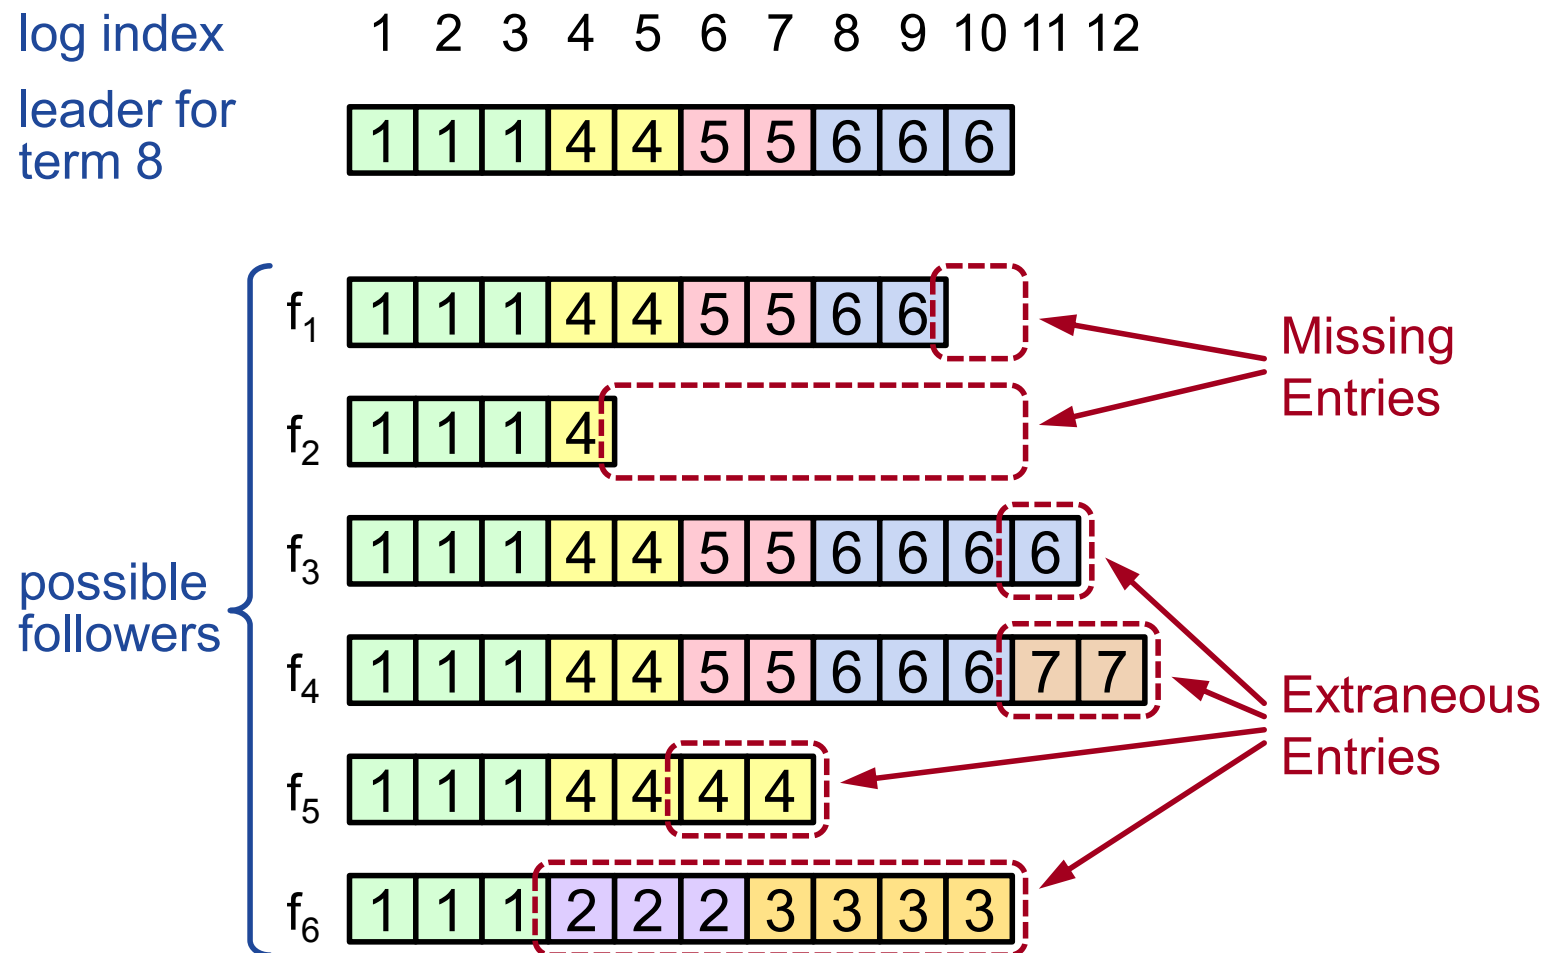 log index 1 2 3 4 5 6 7 8 9 10 11 12
leader for
term 8
1 1 1 4 4 5 5 6 6 6
f1 1 1 1 4 4 5 5 6 6
Missing
Entries
f2 1 1 1 4
f3 1 1 1 4 4 5 5 6 6 6 6
possible
followers
f4 1 1 1 4 4 5 5 6 6 6 7 7
Extraneous
Entries
f5 1 1 1 4 4 4 4
f6 1 1 1 2 2 2 3 3 3 3